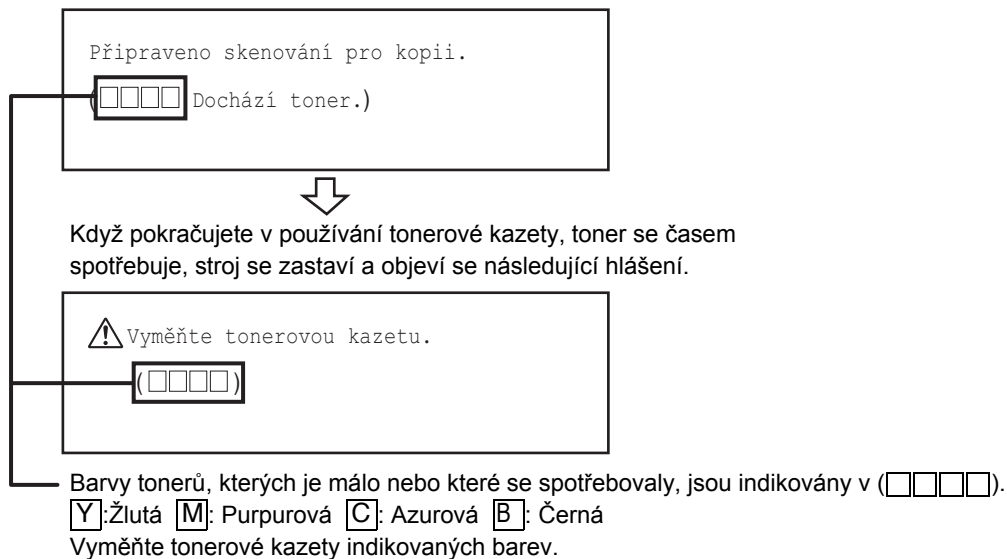 Připraveno skenování pro kopii.
(□□□□ Dochází toner.)
Když pokračujete v používání tonerové kazety, toner se časem
spotřebuje, stroj se zastaví a objeví se následující hlášení.
⚠ Vyměňte tonerovou kazetu.
(□□□□)
Barvy tonerů, kterých je málo nebo které se spotřebovaly, jsou indikovány v (□□□□).
Y:Žlutá M: Purpurová C: Azurová B : Černá
Vyměňte tonerové kazety indikovaných barev.